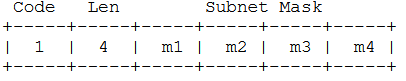 Code   Len         Subnet Mask
+-----+-----+-----+-----+-----+-----+
|  1  |  4  |  m1 |  m2 |  m3 |  m4 |
+-----+-----+-----+-----+-----+-----+